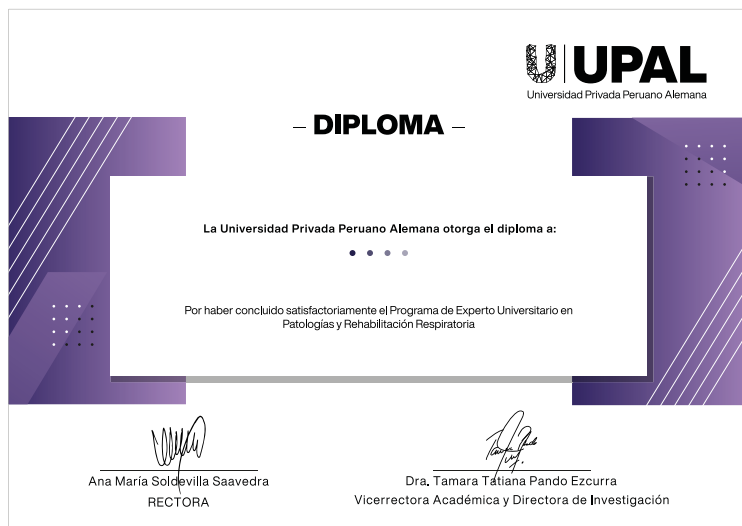 UPAL
Universidad Privada Peruano Alemana
DIPLOMA
La Universidad Privada Peruano Alemana otorga el diploma a:
Por haber concluido satisfactoriamente el Programa de Experto Universitario en
Patologías y Rehabilitación Respiratoria
Ana María Soldevilla Saavedra
RECTORA
Dra. Tamara Tatiana Pando Ezcurra
Vicerrectora Académica y Directora de Investigación